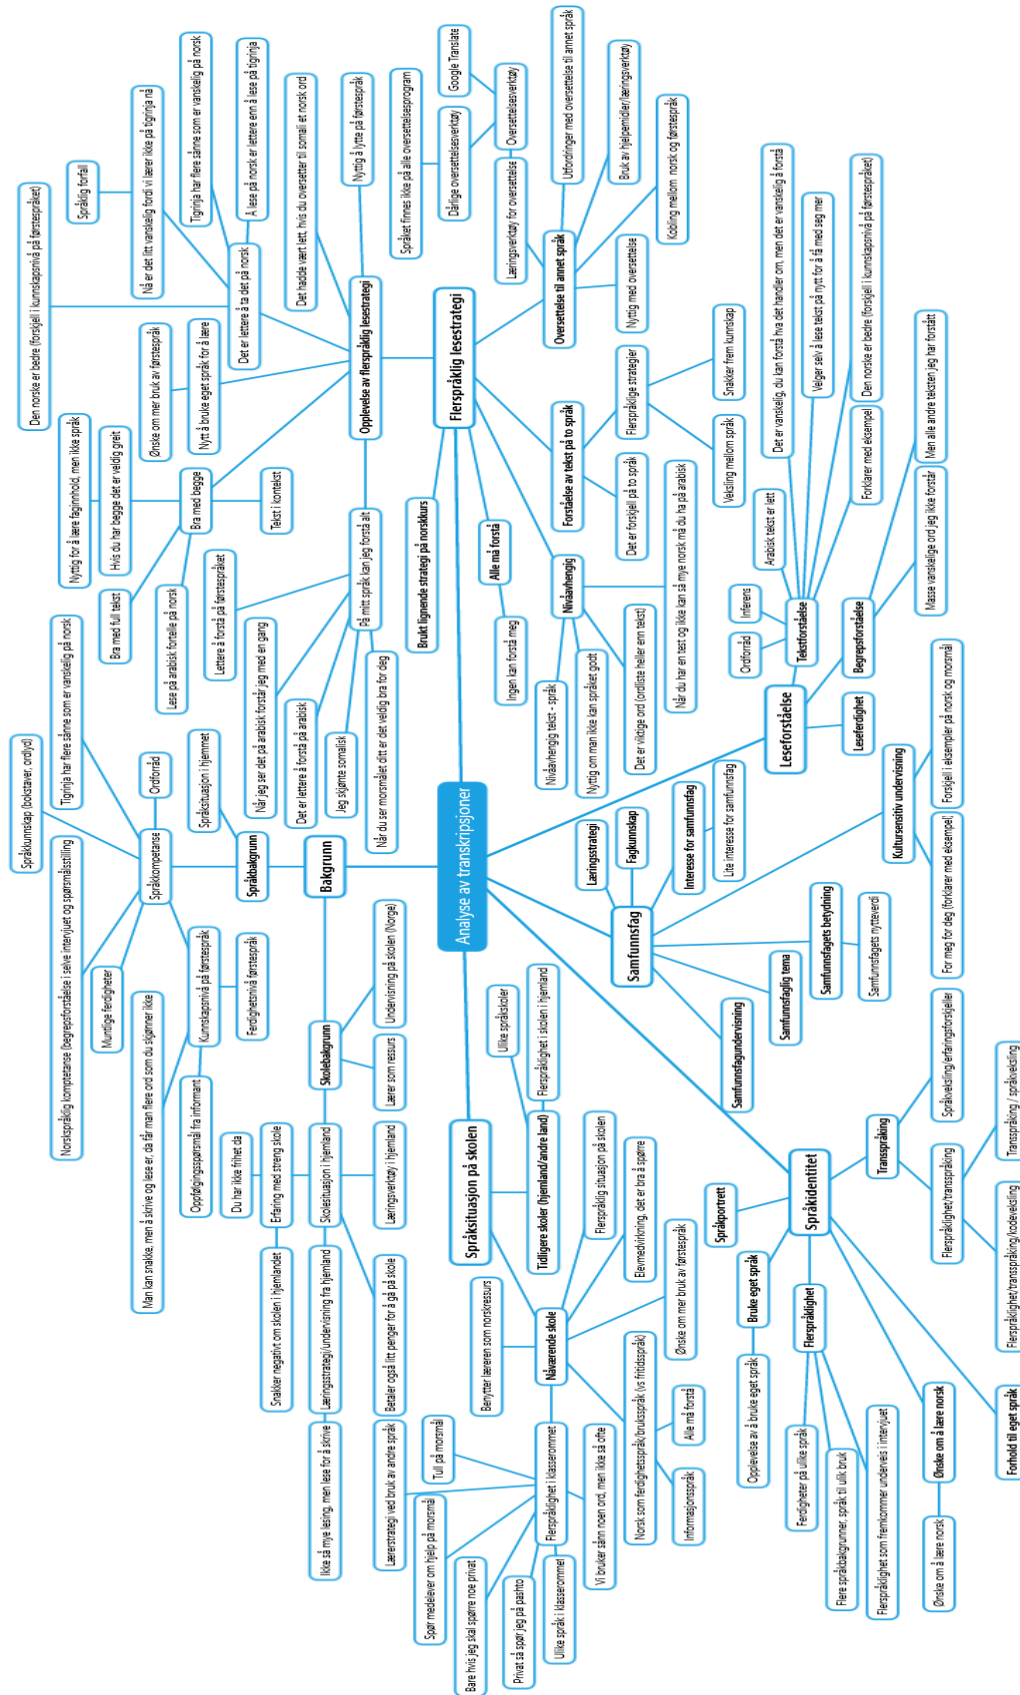 Analyse av transkripsjoner
Bakgrunn
Språkbakgrunn
Språksituasjon i hjemmet
Språkkompetanse
Ordforråd
Tigrinja har flere sånne som er vanskelig på norsk
Språkkunnskap (bokstaver, ordlyd)
Norskspråklig komptetanse (begrepsforståelse i selve intervjuet og spørsmålsstilling
Muntlige ferdigheter
Kunnskapsnivå på førstespråk
Ferdighetsnivå førstespråk
Man kan snakke, men å skrive og lese er, da får man flere ord som du skjønner ikke
Oppfølgingsspørsmål fra informant
Skolebakgrunn
Undervisning på skolen (Norge)
Lærer som ressurs
Skolesituasjon i hjemland
Læringsverktøy i hjemland
Erfaring med streng skole
Du har ikke frihet da
Snakker negativt om skolen i hjemlandet
Betaler også litt penger for å gå på skole
Læringsstrategi/undervisning fra hjemland
Ikke så mye lesing, men lese for å skrive
Språksituasjon på skolen
Tidligere skoler (hjemland/andre land)
Ulike språkskoler
Flerspråklighet i skolen i hjemland
Nåværende skole
Flerspråklig situasjon på skolen
Elevmedvirkning, det er bra å spørre
Ønske om mer bruk av førstespråk
Benytter læreren som norskressurs
Norsk som ferdighetsspråk/bruksspråk (vs fritidsspråk)
Alle må forstå
Informasjonsspråk
Flerspråklighet i klasserommet
Tull på morsmål
Lærerstrategi ved bruk av andre språk
Spør medelever om hjelp på morsmål
Bare hvis jeg skal spørre noe privat
Privat så spør jeg på pashto
Ulike språk i klasserommet
Vi bruker sånn noen ord, men ikke så ofte
Flerspråklig lesestrategi
Opplevelse av flerspråklig lesestrategi
Nyttig å lytte på førstespråk
Det hadde vært lett, hvis du oversetter til somali et norsk ord
Det er lettere å ta det på norsk
Å lese på norsk er lettere enn å lese på tigrinja
Tigrinja har flere sånne som er vanskelig på norsk
Nå er det litt vanskelig fordi vi lærer ikke på tigrinja nå
Språklig forfall
Den norske er bedre (forskjell i kunnskapsnivå på førstespråket)
Nytt å bruke eget språk for å lære
Ønske om mer bruk av førstespråk
Bra med begge
Tekst i kontekst
Hvis du har begge det er veldig greit
Nyttig for å lære faginnhold, men ikke språk
Bra med full tekst
Lese på arabisk fortelle på norsk
På mitt språk kan jeg forstå alt
Lettere å forstå på førstespråket
Når jeg ser det på arabisk forstår jeg med en gang
Det er lettere å forstå på arabisk
Jeg skjønte somalisk
Når du ser morsmålet ditt er det veldig bra for deg
Brukt lignende strategi på norskkurs
Alle må forstå
Ingen kan forstå meg
Nivåavhengig
Nivåavhengig tekst - språk
Nyttig om man ikke kan språket godt
Det er viktige ord (ordliste heller enn tekst)
Når du har en test og ikke kan så mye norsk må du ha på arabisk
Forståelse av tekst på to språk
Det er forskjell på to språk
Flerspråklige strategier
Veksling mellom språk
Snakker frem kunnskap
Oversettelse til annet språk
Nyttig med oversettelse
Kobling mellom norsk og førstespråk
Bruk av hjelpemidler/læringsverktøy
Utfordringer med oversettelse til annet språk
Læringsverktøy for oversettelse
Oversettelsesverktøy
Google Translate
Dårlige oversettelsesverktøy
Språket finnes ikke på alle oversettelsesprogram
Leseforståelse
Tekstforståelse
Ordforråd
Inferens
Arabisk tekst er lett
Det er vanskelig, du kan forstå hva det handler om, men det er vanskelig å forstå
Velger selv å lese tekst på nytt for å få med seg mer
Den norske er bedre (forskjell i kunnskapsnivå på førstespråket)
Forklarer med eksempel
Begrepsforståelse
Men alle andre teksten jeg har forstått
Masse vanskelige ord jeg ikke forstår
Leseferdighet
Samfunnsfag
Læringsstrategi
Fagkunnskap
Interesse for samfunnsfag
Lite interesse for samfunnsfag
Kultursensitiv undervisning
Forskjell i eksempler på norsk og morsmål
For meg for deg (forklarer med eksempel)
Samfunnsfagets betydning
Samfunnsfagets nytteverdi
Samfunnsfaglig tema
Samfunnsfagundervisning
Språkidentitet
Språkportrett
Bruke eget språk
Opplevelse av å bruke eget språk
Flerspråklighet
Ferdigheter på ulike språk
Flere språkbakgrunner, språk til ulik bruk
Flerspråklighet som fremkommer underveis i intervjuet
Ønske om å lære norsk
Ønske om å lære norsk
Forhold til eget språk
Transspråking
Språkveksling/erfaringsforskjeller
Flerspråklighet/transspråking
Transspråking / språkveksling
Flerspråklighet/transspråking/kodeveksling